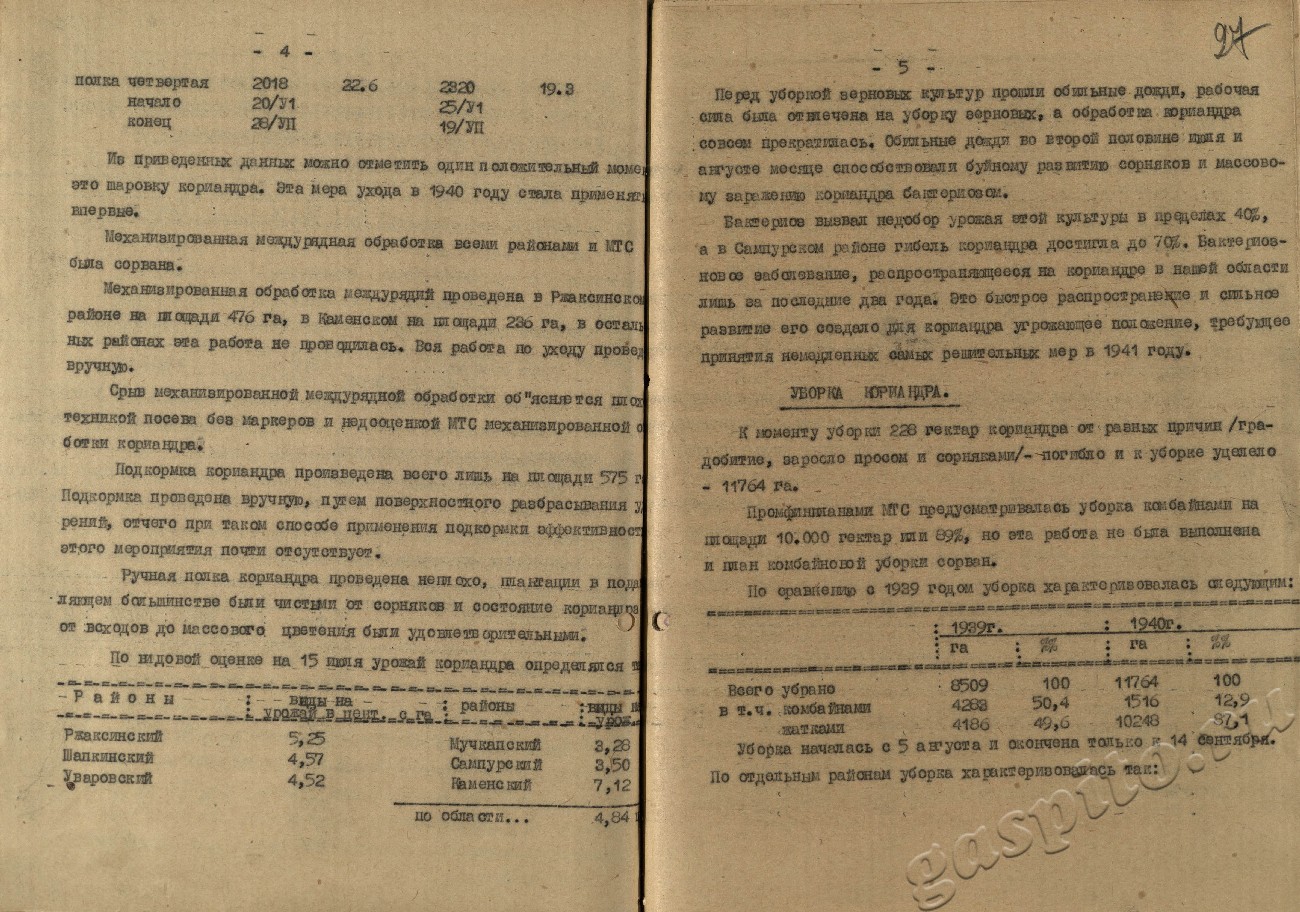 - 4 -
полка четвертая 2018 22.6 2320 19.3
начало 20/У1 25/У1
конец 28/УП 19/УП
Из приведенных данных можно отметить один положительный момен
это шаровку кориандра. Эта мера ухода в 1940 году стала применять
впервые.
Механизированная междурядная обработка всеми районами и МТС
была сорвана.
Механизированная обработка междурядий проведена в Ржаксинском
районе на площади 476 га, в Каменском на площади 236 га, в осталь
ных районах эта работа не проводилась. Вся работа по уходу провед
вручную.
Срыв механизированной междурядной обработки об"ясняется плох
техникой посева без маркеров и недооценкой МТС механизированной о
ботки кориандра.
Подкормка кориандра произведена всего лишь на площади 575 г
Подкормка проведена вручную, путем поверхностного разбрасывания у
рений, отчего при таком способе применения подкормки эффективност
этого мероприятия почти отсутствует.
Ручная полка кориандра проведена неплохо, плантации в пода
ляющем большинстве были чистыми от сорняков и состояние кориандра
от всходов до массового цветения были удовлетворительными.
По видовой оценке на 15 июля урожай кориандра определялся т
Районы : виды на : районы : виды н
урожай в цент. с га : урож.
Ржаксинский 5,25 Мучкапский 3,28
Шапкинский 4,57 Сампурский 3,50
Уваровский 4,52 Каменский 7,12
по области... 4,84
27
- 5 -
Перед уборкой зерновых культур прошли обильные дожди, рабочая
сила была отвлечена на уборку зерновых, а обработка кориандра
совсем прекратилась. Обильные дожди во второй половине июля и
августе месяце способствовали буйному развитию сорняков и массово-
му заражению кориандра бактериозом.
Бактериоз вызвал недобор урожая этой культуры в пределах 40%,
а в Сампурском районе гибель кориандра достигла до 70%. Бактериоз-
новое заболевание, распространяющееся на кориандре в нашей области
лишь за последние два года. Это быстрое распространение и сильное
развитие его создало для кориандра угрожающее положение, требующее
принятия немедленных самых решительных мер в 1941 году.
УБОРКА КОРИАНДРА.
К моменту уборки 228 гектар кориандра от разных причин /гра-
добитие, заросло просом и сорняками/- погибло и к уборке уцелело
- 11764 га.
Промфинпланами МТС предусматривалась уборка комбайнами на
площади 10.000 гектар или 89%, но эта работа не была выполнена
и план комбайновой уборки сорван.
По сравнению с 1939 годом уборка характеризовалась следующим:
: 1939г. : 1940г.
: га : %% : га : %%
Всего убрано 8509 100 11764 100
в т.ч. комбайнами 4283 50,4 1516 12,9
жатками 4186 49,6 10248 87,1
Уборка началась с 5 августа и окончена только к 14 сентября.
По отдельным районам уборка характеризовалась так:
gaspito.ru